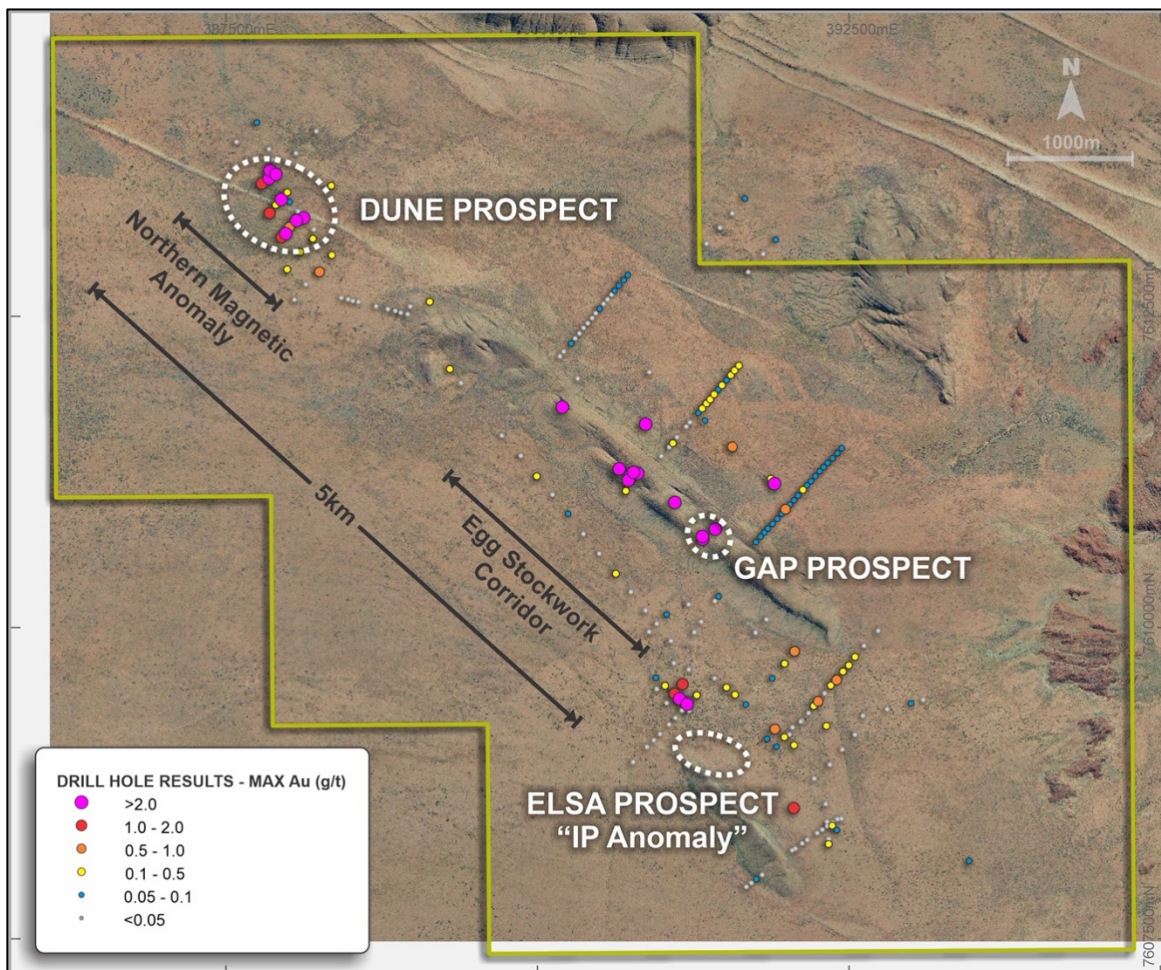 387500mE
392500mE
N
1000m
DUNE PROSPECT
Northern Magnetic
Anomaly
5km
Egg Stockwork
Corridor
GAP PROSPECT
ELSA PROSPECT
“IP Anomaly”
7607500mN
DRILL HOLE RESULTS - MAX Au (g/t)
>2.0
1.0 - 2.0
0.5 - 1.0
0.1 - 0.5
0.05 - 0.1
<0.05